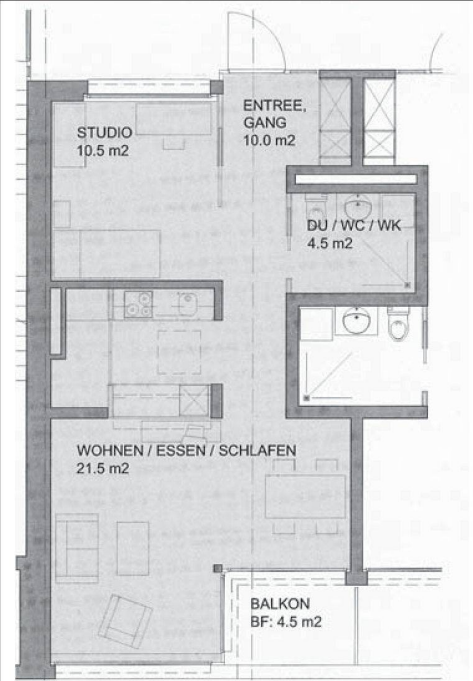 STUDIO
10.5 m2
ENTREE,
GANG
10.0 m2
DU / WC / WK
4.5 m2
WOHNEN / ESSEN / SCHLAFEN
21.5 m2
BALKON
BF: 4.5 m2